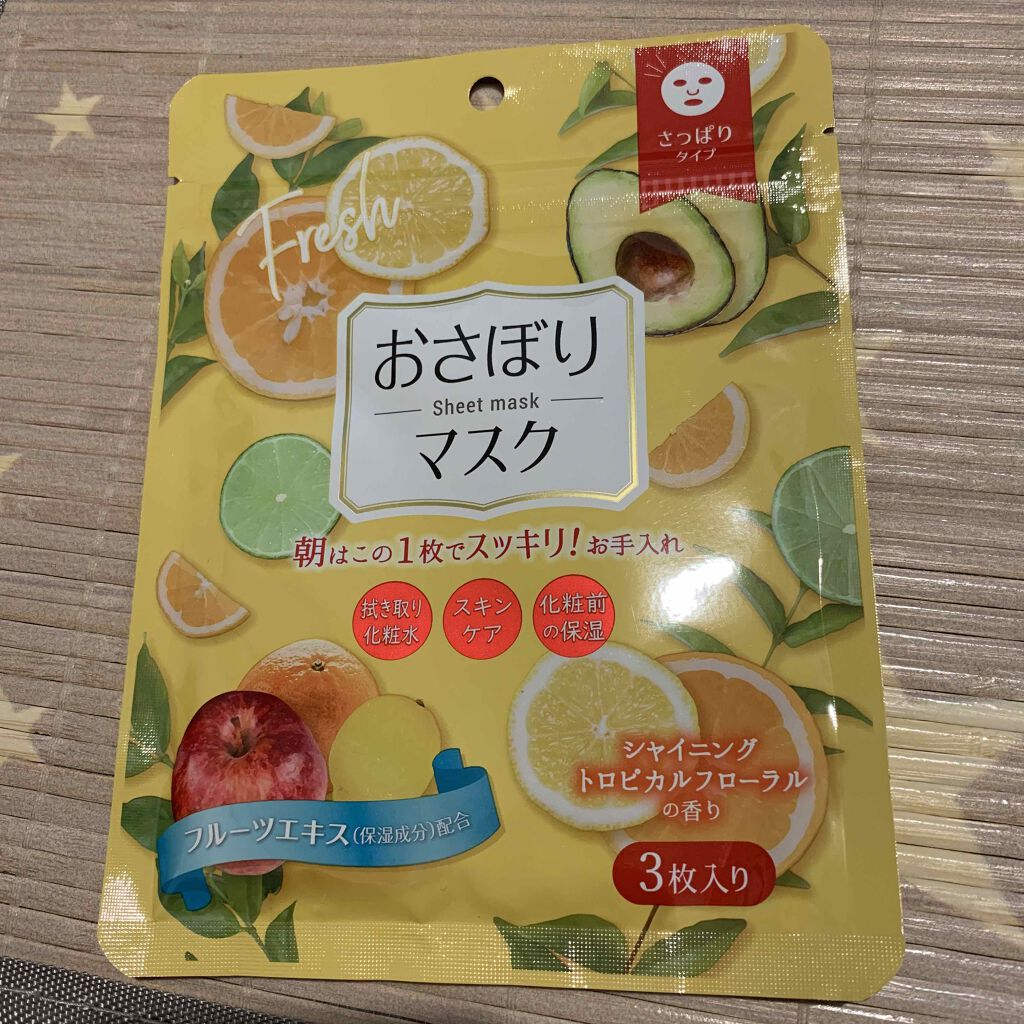 さっぱり
タイプ
Fresh
おさぼり
Sheet mask
マスク
朝はこの1枚でスッキリ!お手入れ
拭き取り
化粧水
スキン
ケア
化粧前
の保湿
シャイニング
トロピカルフローラル
の香り
フルーツエキス(保湿成分)配合
3枚入り